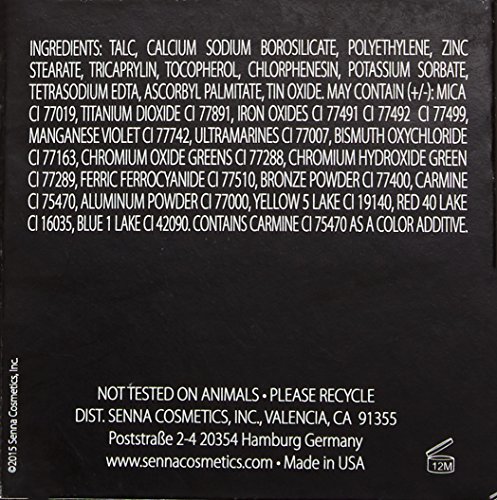 INGREDIENTS: TALC, CALCIUM SODIUM BOROSILICATE, POLYETHYLENE, ZINC
STEARATE, TRICAPRYLIN, TOCOPHEROL, CHLORPHENESIN, POTASSIUM SORBATE,
TETRASODIUM EDTA, ASCORBYL PALMITATE, TIN OXIDE. MAY CONTAIN (+/-): MICA
CI 77019, TITANIUM DIOXIDE CI 77891, IRON OXIDES CI 77491 CI 77492 CI 77499,
MANGANESE VIOLET CI 77742, ULTRAMARINES CI 77007, BISMUTH OXYCHLORIDE
CI 77163, CHROMIUM OXIDE GREENS CI 77288, CHROMIUM HYDROXIDE GREEN
CI 77289, FERRIC FERROCYANIDE CI 77510, BRONZE POWDER CI 77400, CARMINE
CI 75470, ALUMINUM POWDER CI 77000, YELLOW 5 LAKE CI 19140, RED 40 LAKE
CI 16035, BLUE 1 LAKE CI 42090. CONTAINS CARMINE CI 75470 AS A COLOR ADDITIVE.
©2015 Senna Cosmetics, Inc.
NOT TESTED ON ANIMALS • PLEASE RECYCLE
DIST. SENNA COSMETICS, INC., VALENCIA, CA 91355
Poststraße 2-4 20354 Hamburg Germany
www.sennacosmetics.com • Made in USA
12M